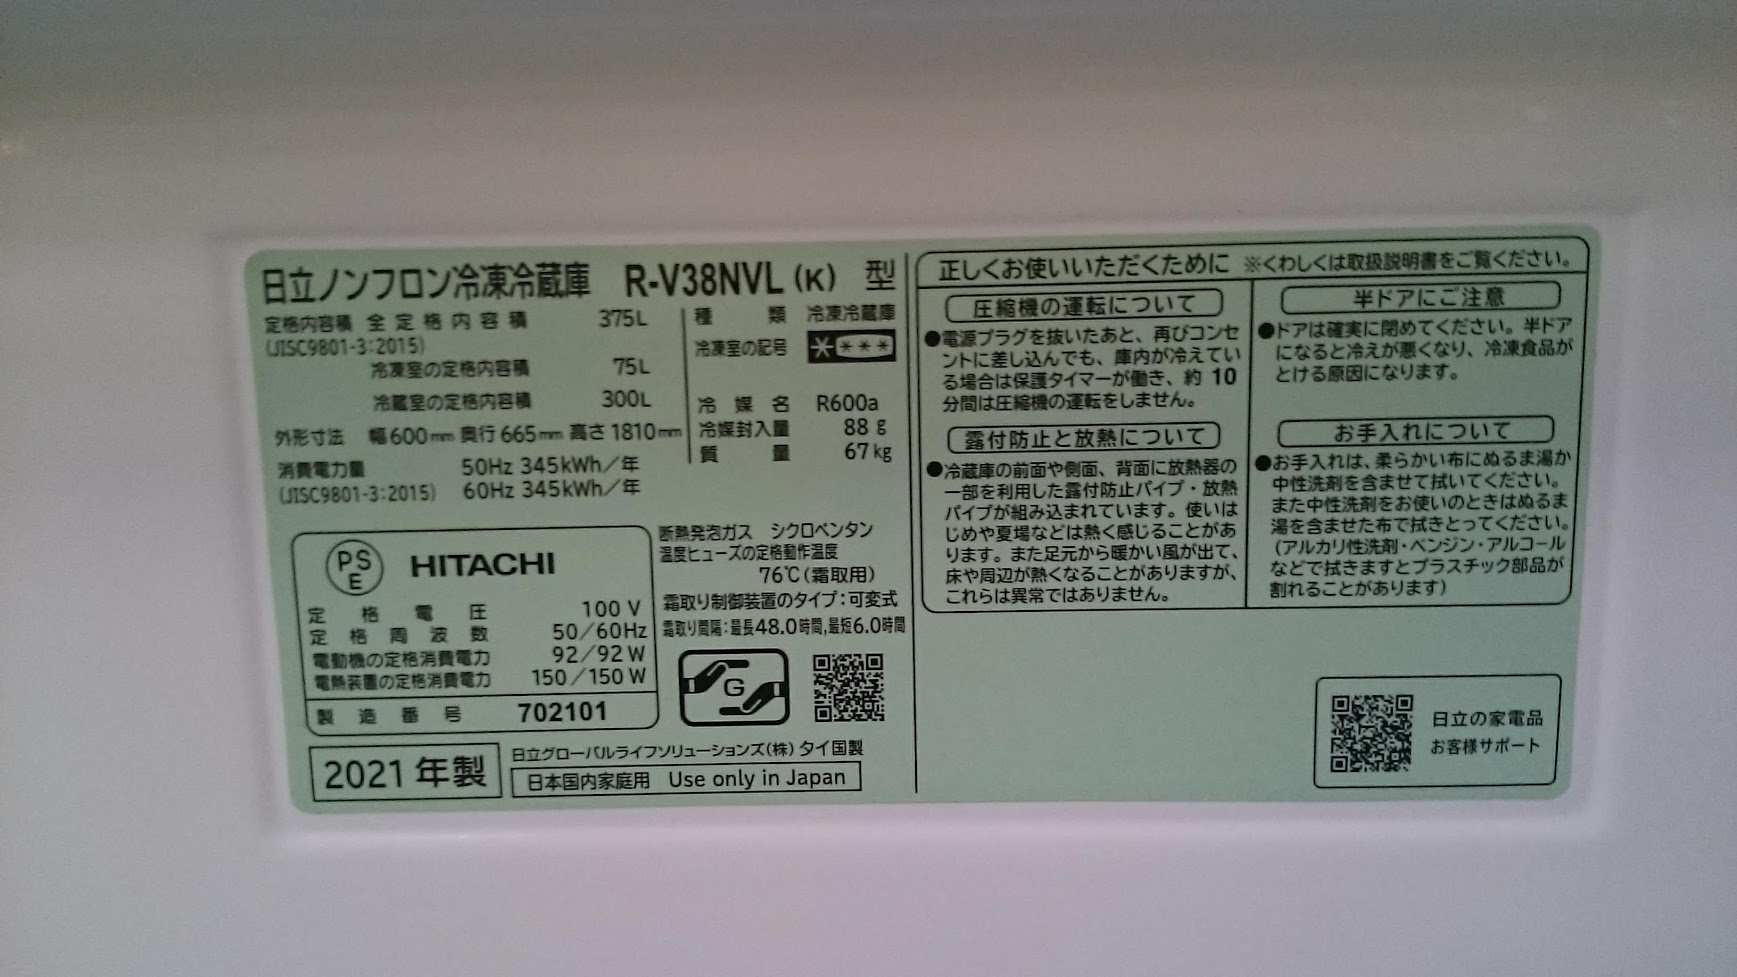 日立ノンフロン冷凍冷蔵庫 R-V38NVL (K) 型
定格内容積 全定格内容積 375L
(JISC9801-3:2015)
冷凍室の定格内容積 75L
冷蔵室の定格内容積 300L
外形寸法 幅600mm 奥行665mm 高さ1810mm
消費電力量 50Hz 345kWh/年
(JISC9801-3:2015) 60Hz 345kWh/年
種類 冷凍冷蔵庫
冷凍室の記号 ****
冷媒名 R600a
冷媒封入量 88g
質量 67kg
PS
E
HITACHI
定格電圧 100V
定格周波数 50/60Hz
電動機の定格消費電力 92/92W
電熱装置の定格消費電力 150/150W
製造番号 702101
断熱発泡ガス シクロペンタン
温度ヒューズの定格動作温度
76℃(霜取用)
霜取り制御装置のタイプ:可変式
霜取り間隔:最長48.0時間,最短6.0時間
G
2021年製
日立グローバルライフソリューションズ(株) タイ国製
日本国内家庭用 Use only in Japan
正しくお使いいただくために ※くわしくは取扱説明書をご覧ください。
圧縮機の運転について
●電源プラグを抜いたあと、再びコンセ
ントに差し込んでも、庫内が冷えてい
る場合は保護タイマーが働き、約10
分間は圧縮機の運転をしません。
露付防止と放熱について
●冷蔵庫の前面や側面、背面に放熱器の
一部を利用した露付防止パイプ・放熱
パイプが組み込まれています。使いは
じめや夏場などは熱く感じることがあ
ります。また足元から暖かい風が出て、
床や周辺が熱くなることがありますが、
これらは異常ではありません。
半ドアにご注意
●ドアは確実に閉めてください。半ドア
になると冷えが悪くなり、冷凍食品が
とける原因になります。
お手入れについて
●お手入れは、柔らかい布にぬるま湯か
中性洗剤を含ませて拭いてください。
また中性洗剤をお使いのときはぬるま
湯を含ませた布で拭きとってください。
(アルカリ性洗剤・ベンジン・アルコール
などで拭きますとプラスチック部品が
割れることがあります)
日立の家電品
お客様サポート